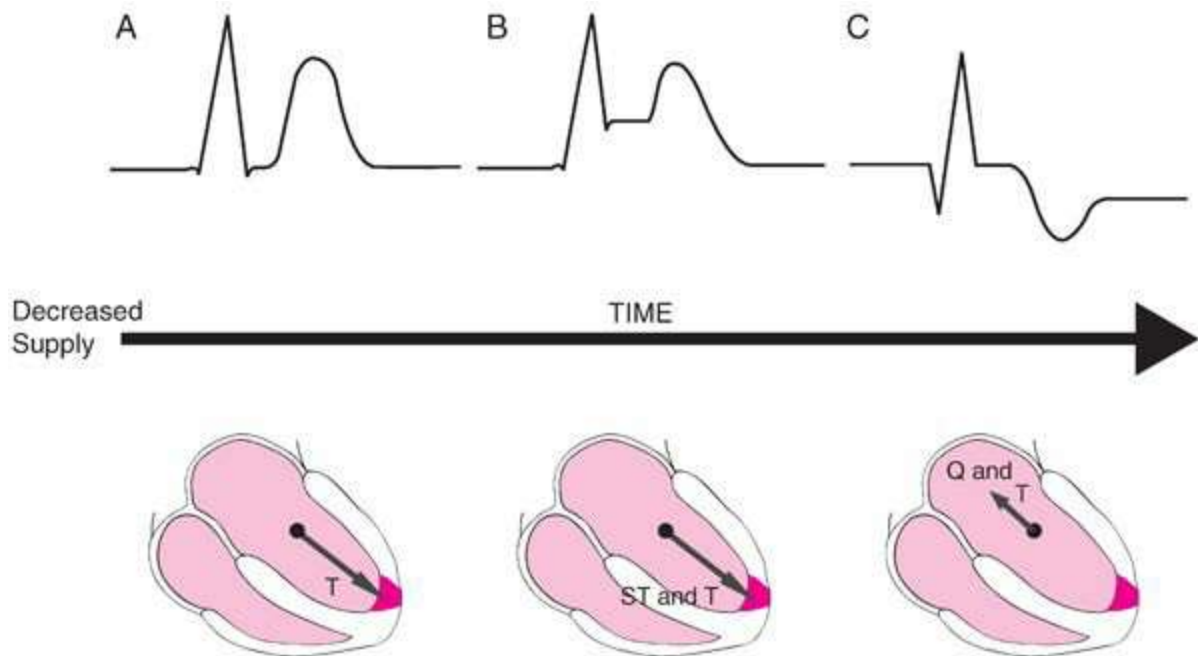 A
B
C
Decreased
Supply
TIME
T
ST and T
Q and
T